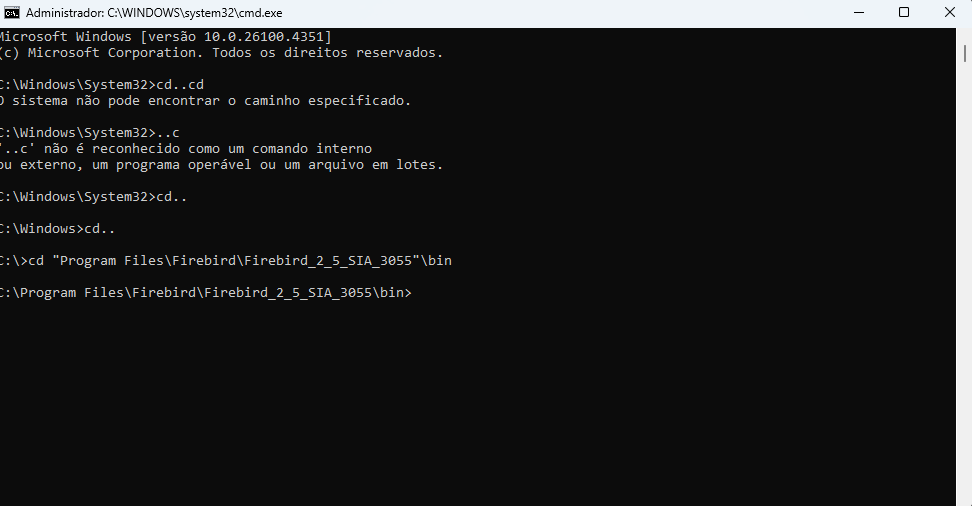 Administrador: C:\WINDOWS\system32\cmd.exe
Microsoft Windows [versão 10.0.26100.4351]
(c) Microsoft Corporation. Todos os direitos reservados.
C:\Windows\System32>cd..cd
O sistema não pode encontrar o caminho especificado.
C:\Windows\System32>..c
'..c' não é reconhecido como um comando interno
ou externo, um programa operável ou um arquivo em lotes.
C:\Windows\System32>cd..
C:\Windows>cd..
C:\>cd "Program Files\Firebird\Firebird_2_5_SIA_3055"\bin
C:\Program Files\Firebird\Firebird_2_5_SIA_3055\bin>